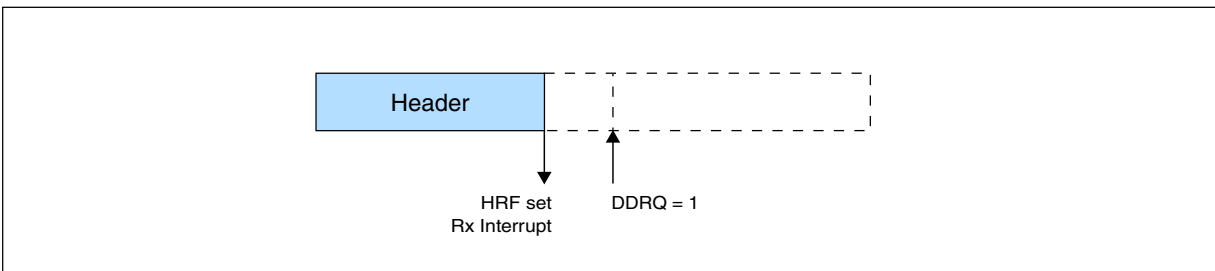 Header
HRF set
Rx Interrupt
DDRQ = 1